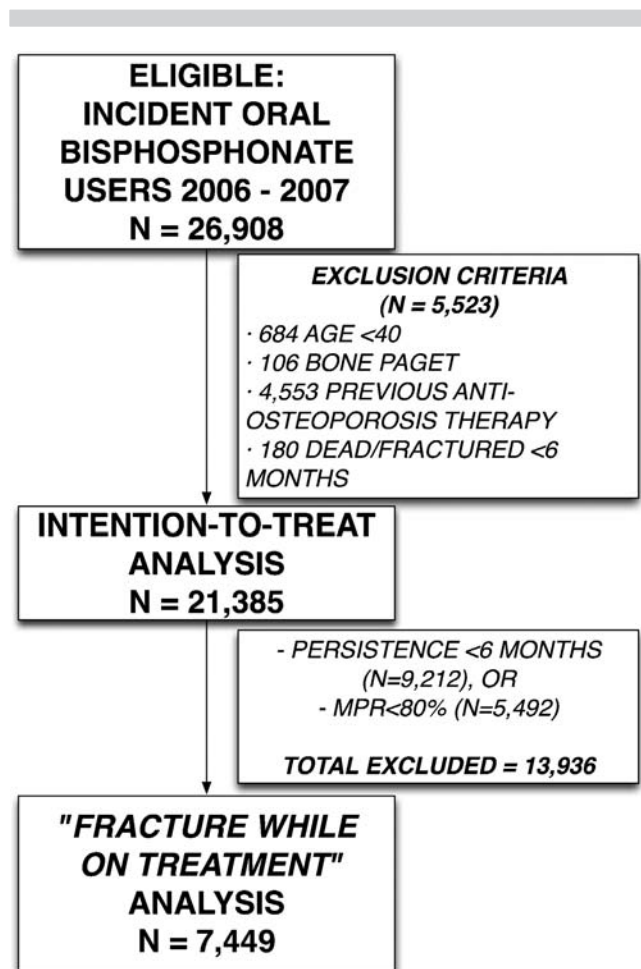 ELIGIBLE:
INCIDENT ORAL
BISPHOSPHONATE
USERS 2006 - 2007
N = 26,908
EXCLUSION CRITERIA
(N = 5,523)
· 684 AGE <40
· 106 BONE PAGET
· 4,553 PREVIOUS ANTI-
OSTEOPOROSIS THERAPY
· 180 DEAD/FRACTURED <6
MONTHS
INTENTION-TO-TREAT
ANALYSIS
N = 21,385
- PERSISTENCE <6 MONTHS
(N=9,212), OR
- MPR<80% (N=5,492)
TOTAL EXCLUDED = 13,936
"FRACTURE WHILE
ON TREATMENT"
ANALYSIS
N = 7,449